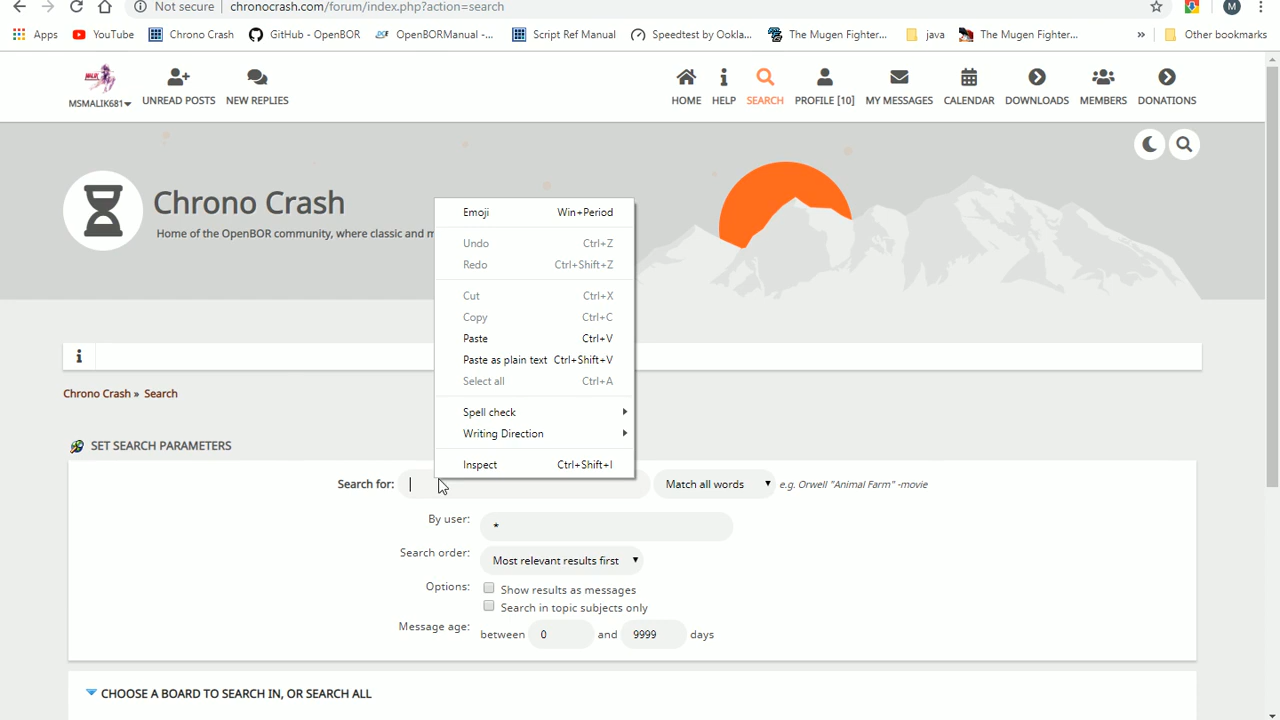 Not secure | chronocrash.com/forum/index.php?action=search
M
Apps YouTube Chrono Crash GitHub - OpenBOR OpenBORManual -... Script Ref Manual Speedtest by Ookla... The Mugen Fighter... java The Mugen Fighter... » Other bookmarks
MSMALIK681 UNREAD POSTS NEW REPLIES HOME HELP SEARCH PROFILE [10] MY MESSAGES CALENDAR DOWNLOADS MEMBERS DONATIONS
Chrono Crash
Home of the OpenBOR community, where classic and m
Emoji Win+Period
Undo Ctrl+Z
Redo Ctrl+Shift+Z
Cut Ctrl+X
Copy Ctrl+C
Paste Ctrl+V
Paste as plain text Ctrl+Shift+V
Select all Ctrl+A
Spell check
Writing Direction
Inspect Ctrl+Shift+I
Chrono Crash » Search
SET SEARCH PARAMETERS
Search for: Match all words e.g. Orwell "Animal Farm" -movie
By user: *
Search order: Most relevant results first
Options: Show results as messages
Search in topic subjects only
Message age: between 0 and 9999 days
CHOOSE A BOARD TO SEARCH IN, OR SEARCH ALL